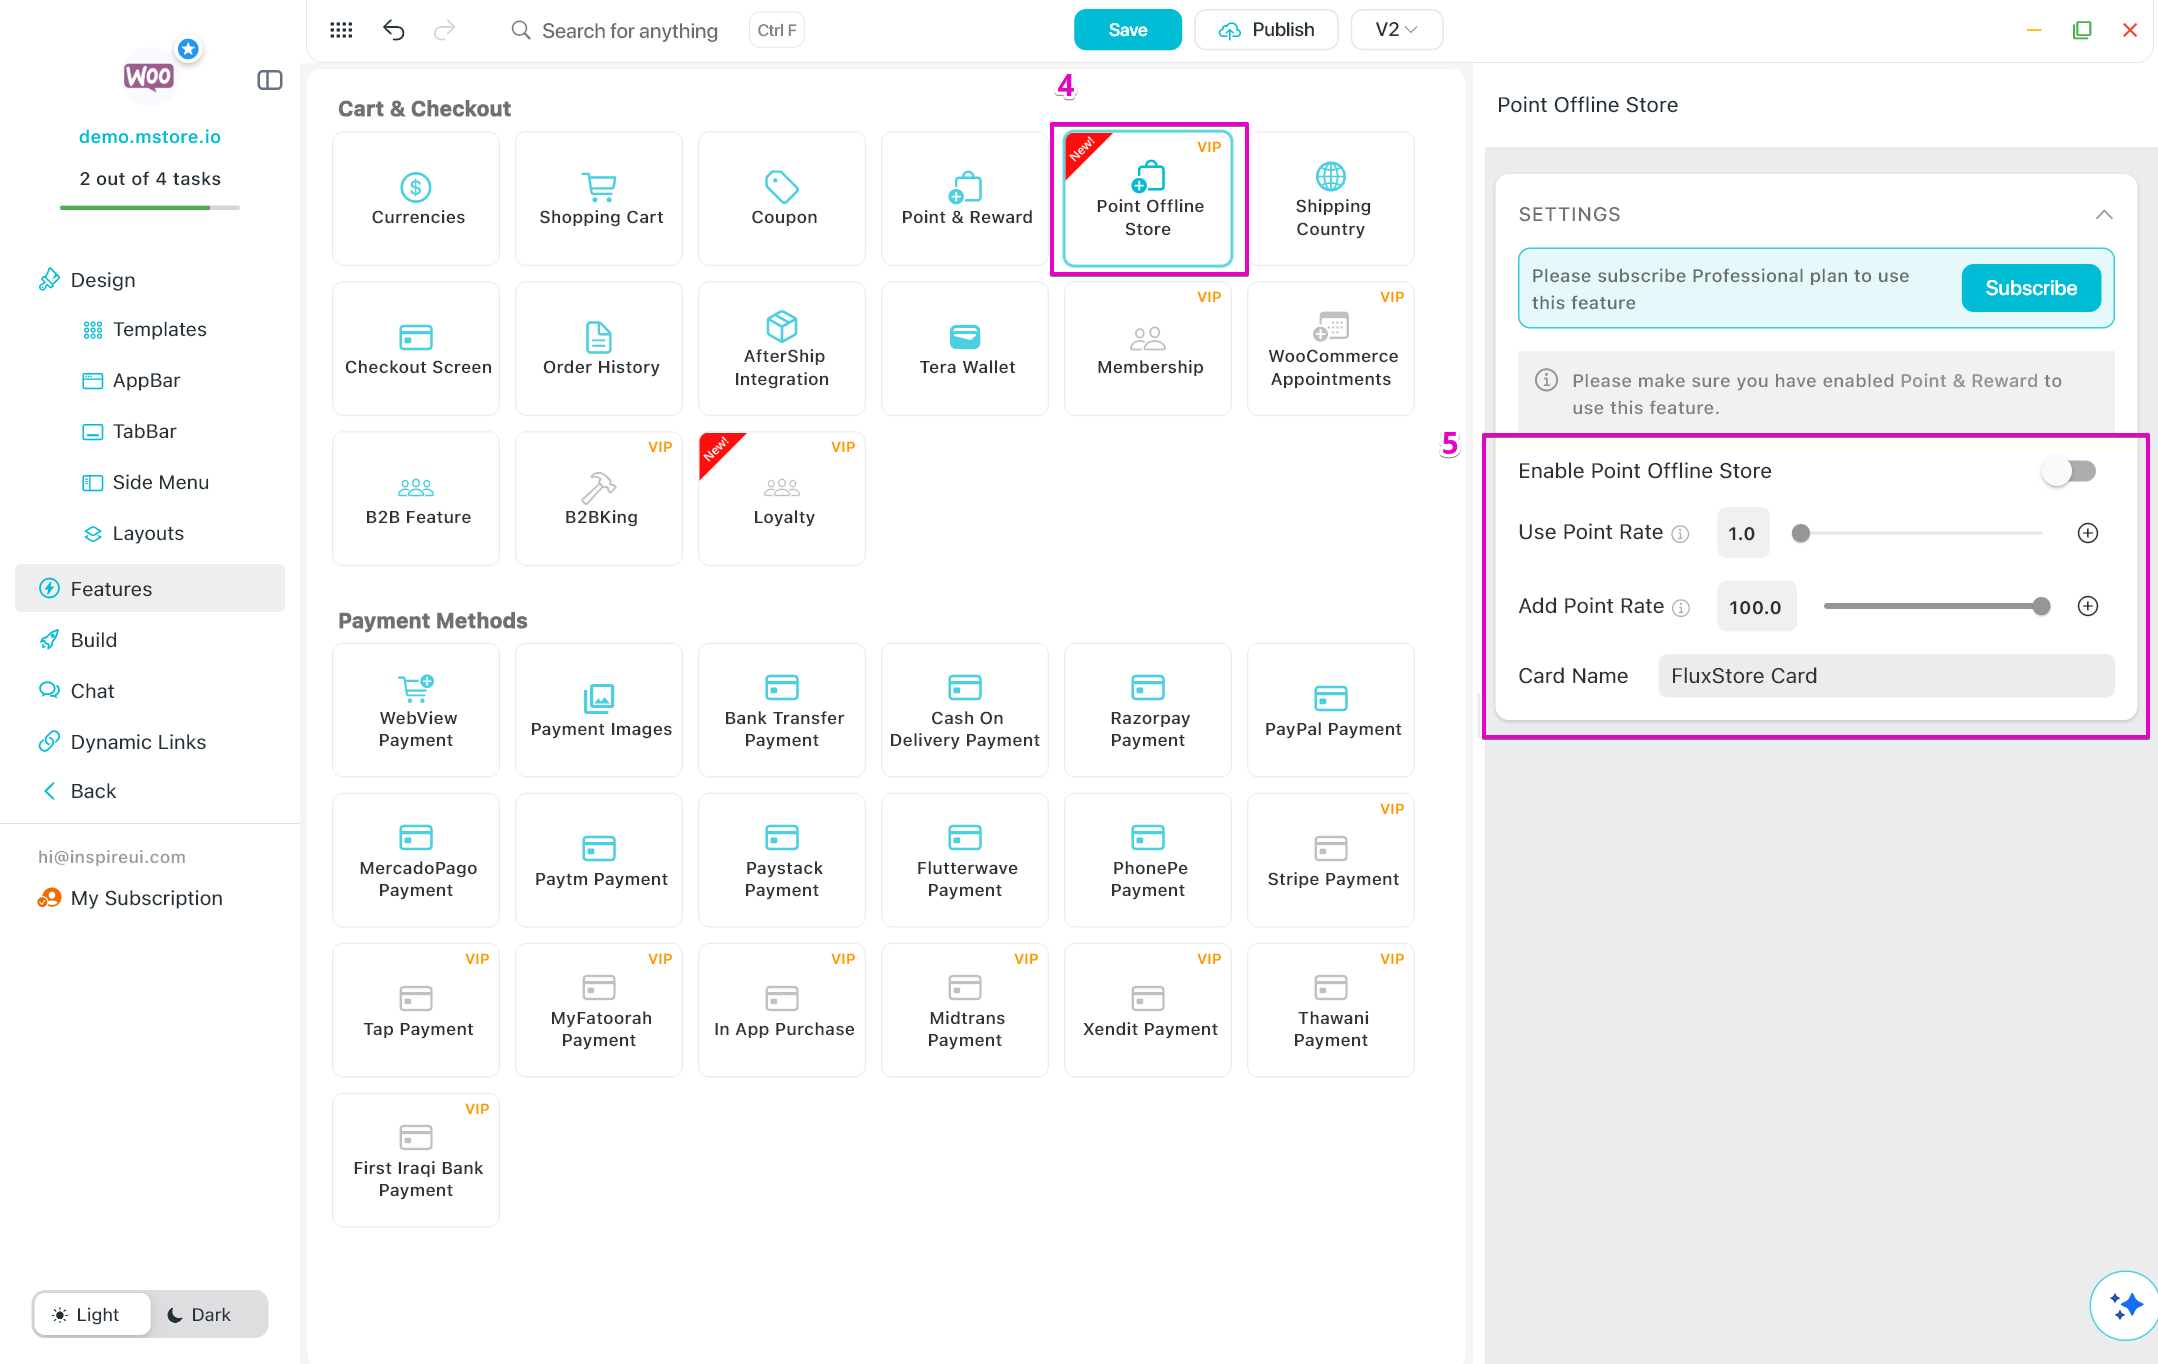 Search for anything
Ctrl F
Save
Publish
V2
WOO
demo.mstore.io
2 out of 4 tasks
Design
Templates
AppBar
TabBar
Side Menu
Layouts
Features
Build
Chat
Dynamic Links
Back
hi@inspireui.com
My Subscription
Light
Dark
4
Cart & Checkout
Currencies
Shopping Cart
Coupon
Point & Reward
New!
VIP
Point Offline
Store
Shipping
Country
Checkout Screen
Order History
AfterShip
Integration
Tera Wallet
VIP
Membership
VIP
WooCommerce
Appointments
B2B Feature
VIP
B2BKing
New!
VIP
Loyalty
Payment Methods
WebView
Payment
Payment Images
Bank Transfer
Payment
Cash On
Delivery Payment
Razorpay
Payment
PayPal Payment
MercadoPago
Payment
Paytm Payment
Paystack
Payment
Flutterwave
Payment
PhonePe
Payment
VIP
Stripe Payment
VIP
Tap Payment
VIP
MyFatoorah
Payment
VIP
In App Purchase
VIP
Midtrans
Payment
VIP
Xendit Payment
VIP
Thawani
Payment
VIP
First Iraqi Bank
Payment
Point Offline Store
SETTINGS
Please subscribe Professional plan to use
this feature
Subscribe
Please make sure you have enabled Point & Reward to
use this feature.
5
Enable Point Offline Store
Use Point Rate
1.0
Add Point Rate
100.0
Card Name
FluxStore Card